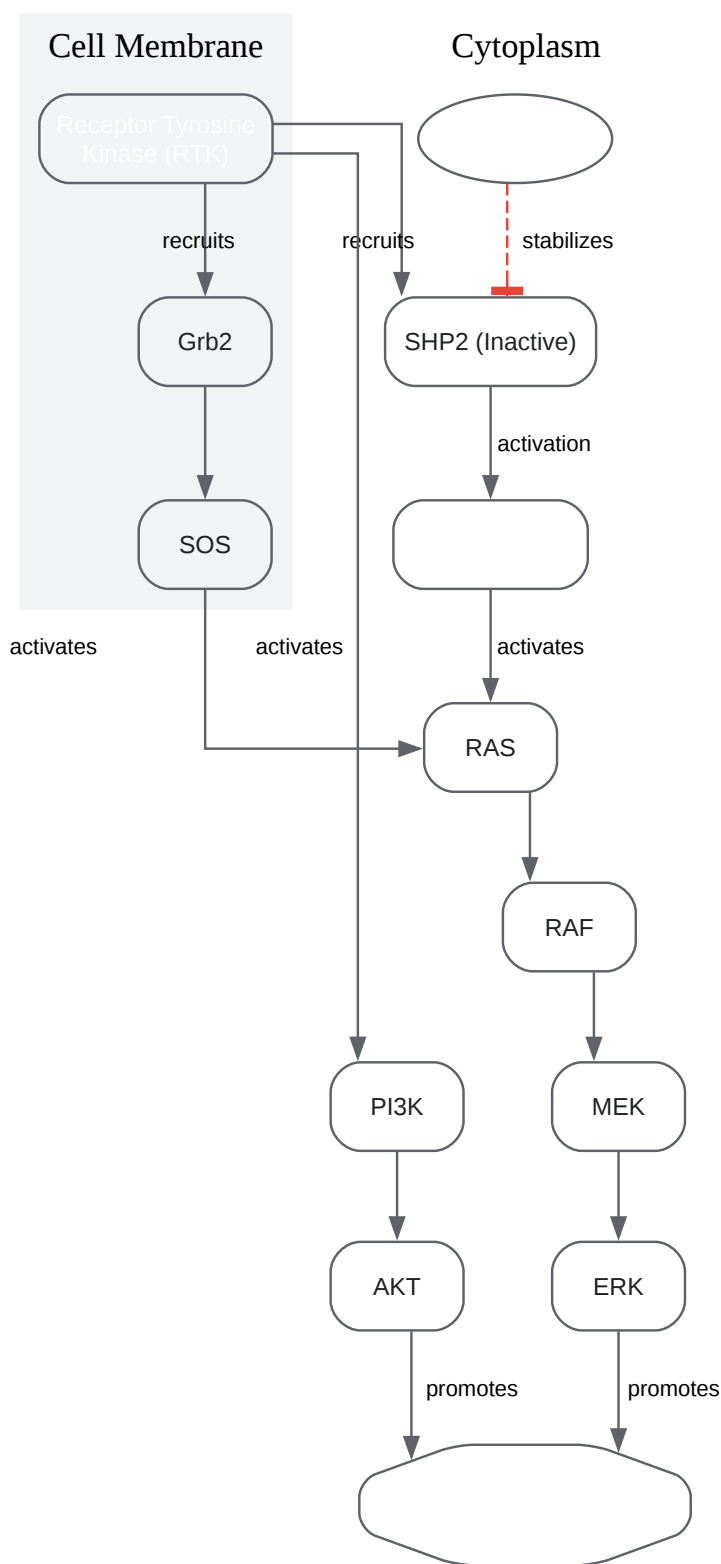 Cell Membrane
Cytoplasm
Receptor Tyrosine
Kinase (RTK)
recruits
recruits
stabilizes
Grb2
SHP2 (Inactive)
activation
SOS
activates
activates
activates
RAS
RAF
PI3K
MEK
AKT
ERK
promotes
promotes